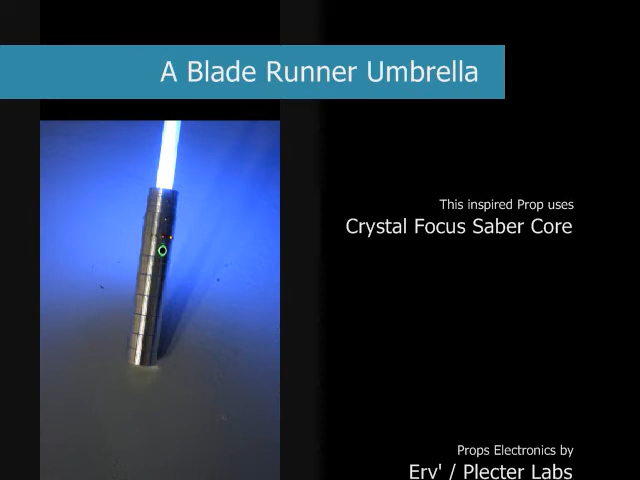 A Blade Runner Umbrella
This inspired Prop uses
Crystal Focus Saber Core
Props Electronics by
Erv' / Plecter Labs